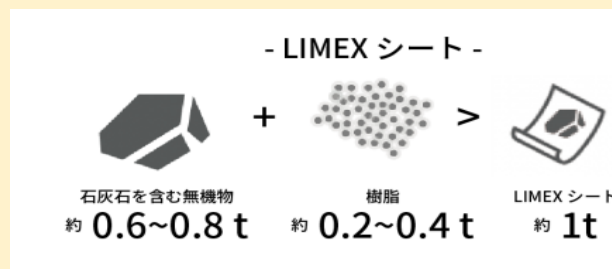 - LIMEX シート -
+ >
石灰石を含む無機物 樹脂 LIMEX シート
約 0.6~0.8 t 約 0.2~0.4 t 約 1t